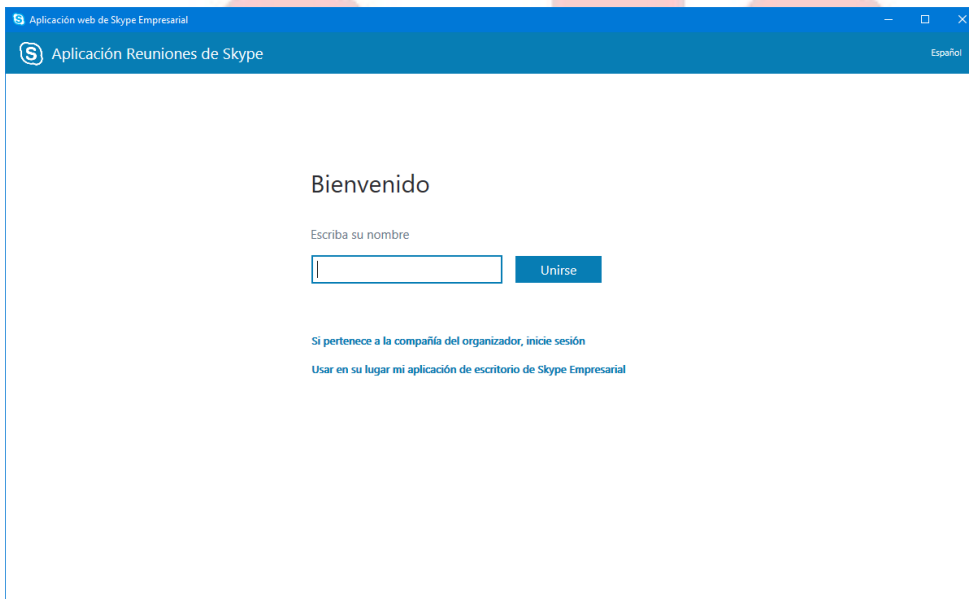 Aplicación web de Skype Empresarial
Aplicación Reuniones de Skype
Español
Bienvenido
Escriba su nombre
Unirse
Si pertenece a la compañía del organizador, inicie sesión
Usar en su lugar mi aplicación de escritorio de Skype Empresarial